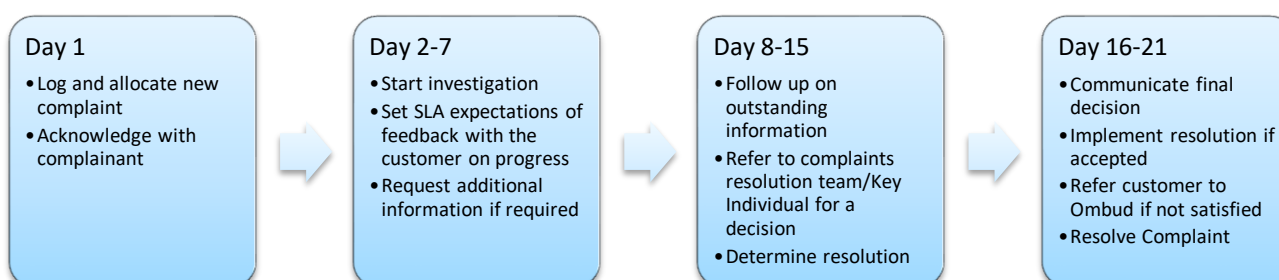 Day 1
•Log and allocate new
complaint
•Acknowledge with
complainant
Day 2-7
•Start investigation
•Set SLA expectations of
feedback with the
customer on progress
•Request additional
information if required
Day 8-15
•Follow up on
outstanding
information
•Refer to complaints
resolution team/Key
Individual for a
decision
•Determine resolution
Day 16-21
•Communicate final
decision
•Implement resolution if
accepted
•Refer customer to
Ombud if not satisfied
•Resolve Complaint